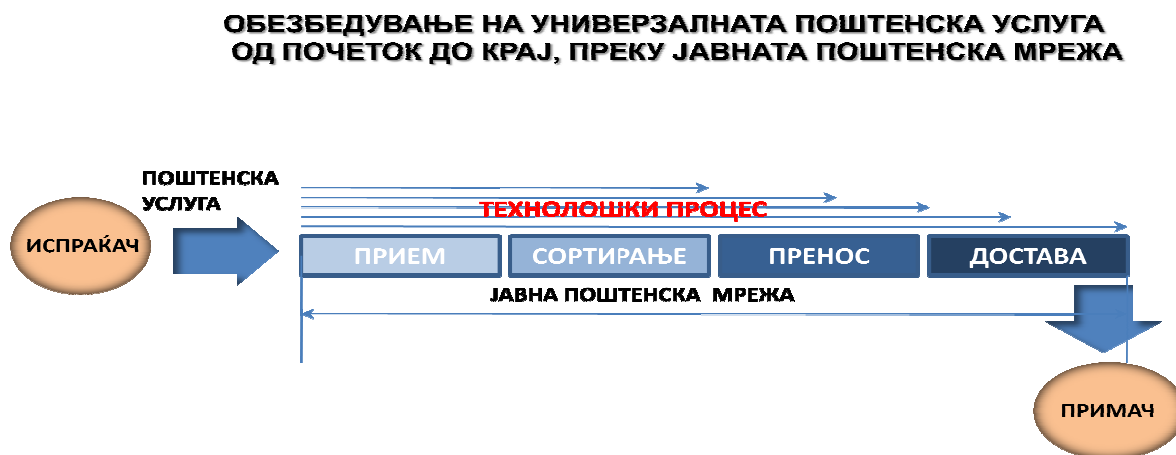 ОБЕЗБЕДУВАЊЕ НА УНИВЕРЗАЛНАТА ПОШТЕНСКА УСЛУГА
ОД ПОЧЕТОК ДО КРАЈ, ПРЕКУ ЈАВНАТА ПОШТЕНСКА МРЕЖА
ПОШТЕНСКА
УСЛУГА
ИСПРАЌАЧ
ТЕХНОЛОШКИ ПРОЦЕС
ПРИЕМ
СОРТИРАЊЕ
ПРЕНОС
ДОСТАВА
ЈАВНА ПОШТЕНСКА МРЕЖА
ПРИМАЧ